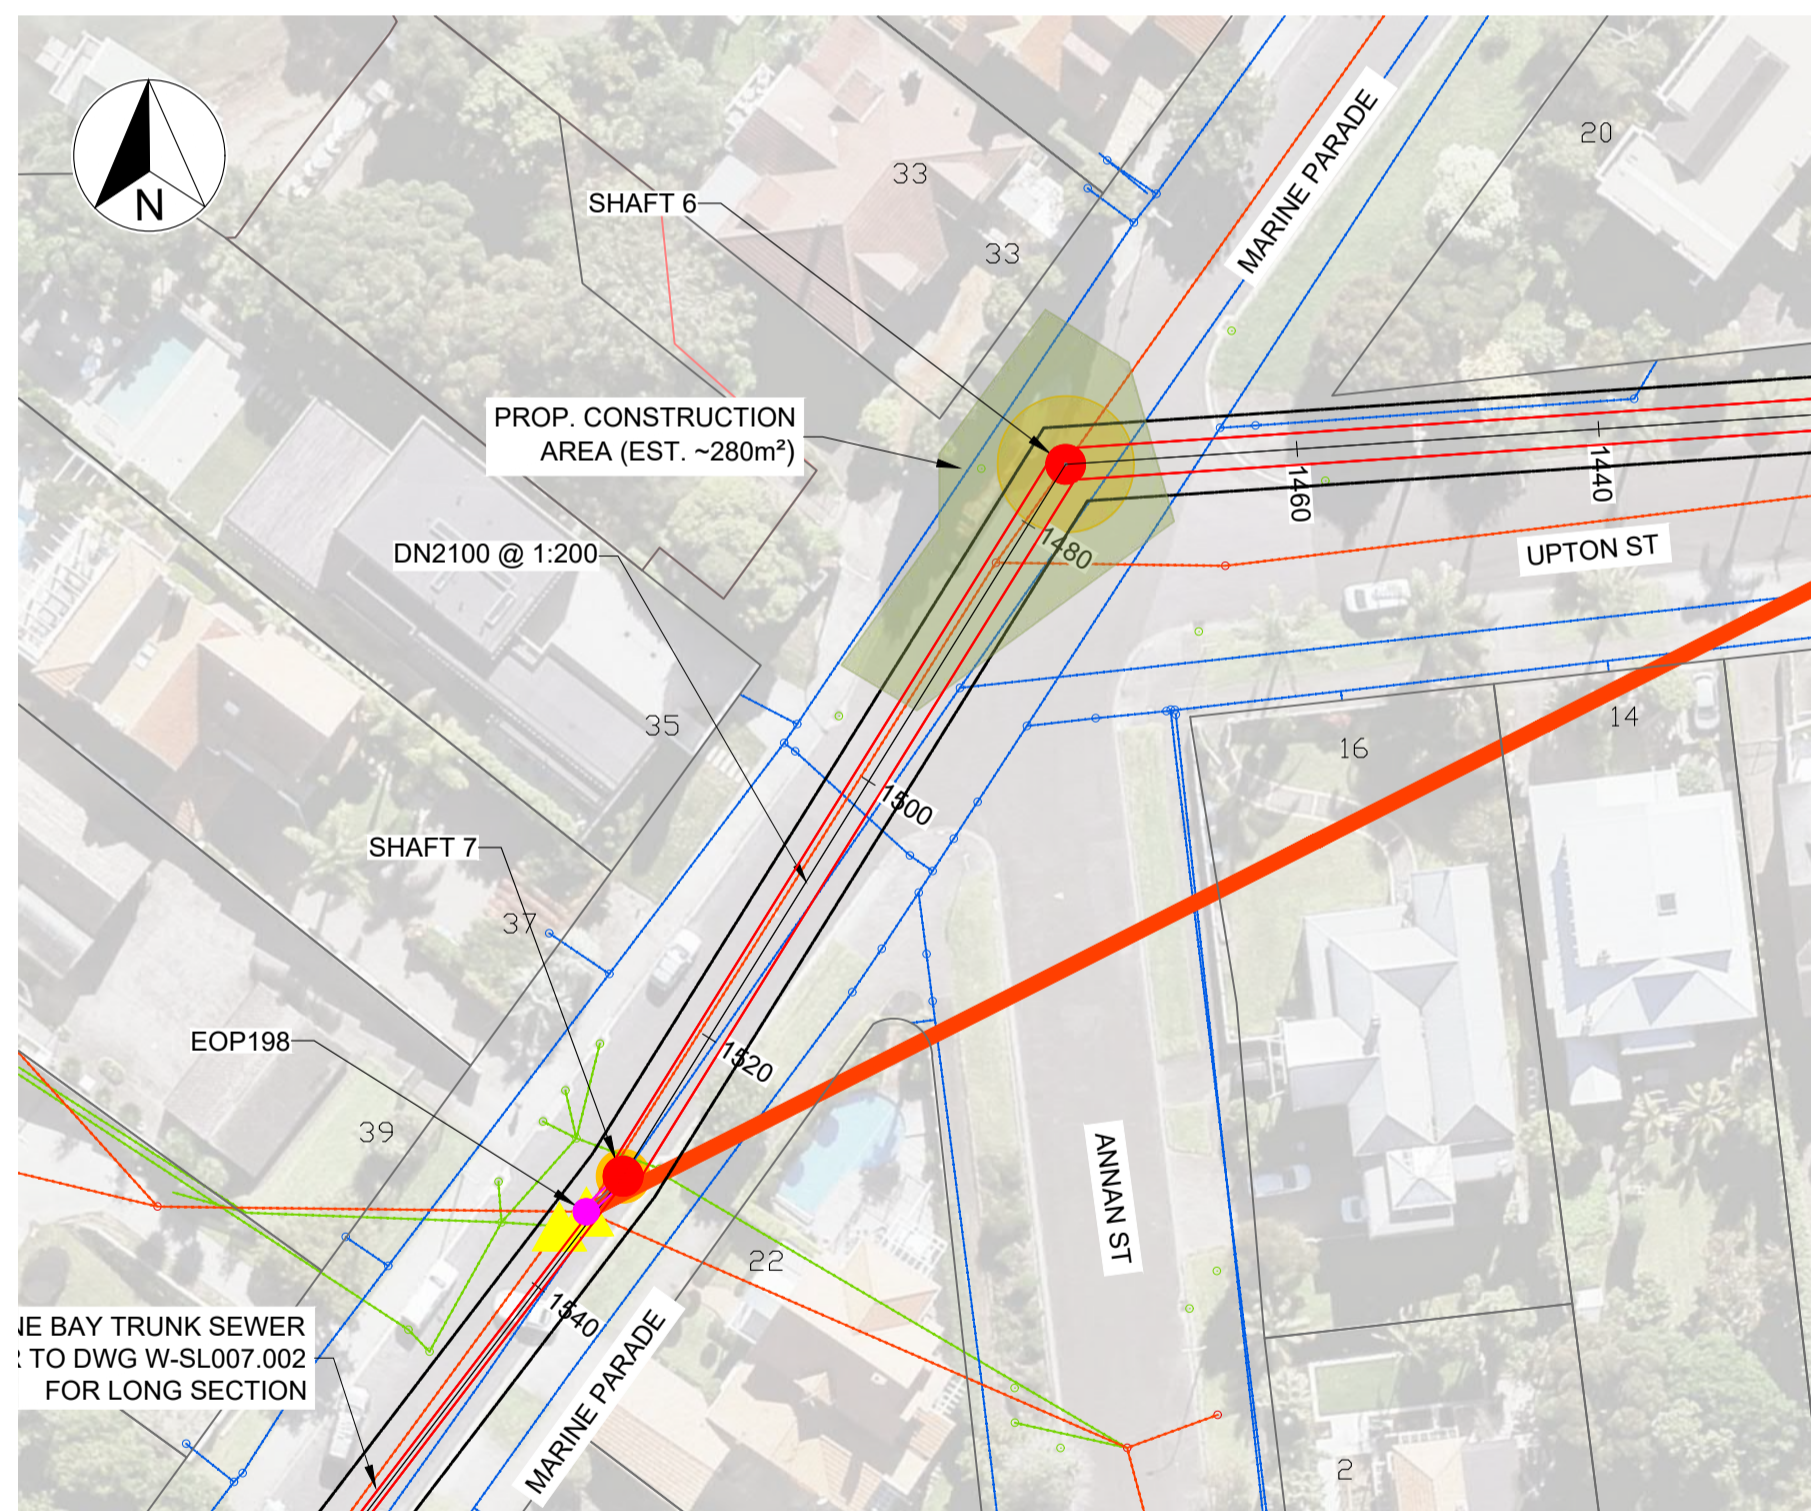 N
SHAFT 6
33
33
MARINE PARADE
20
PROP. CONSTRUCTION
AREA (EST. ~280m²)
1460
1440
DN2100 @ 1:200
1480
UPTON ST
35
16
14
1500
SHAFT 7
37
EOP198
1520
39
ANNAN ST
22
1540
NE BAY TRUNK SEWER
R TO DWG W-SL007.002
FOR LONG SECTION
MARINE PARADE
2